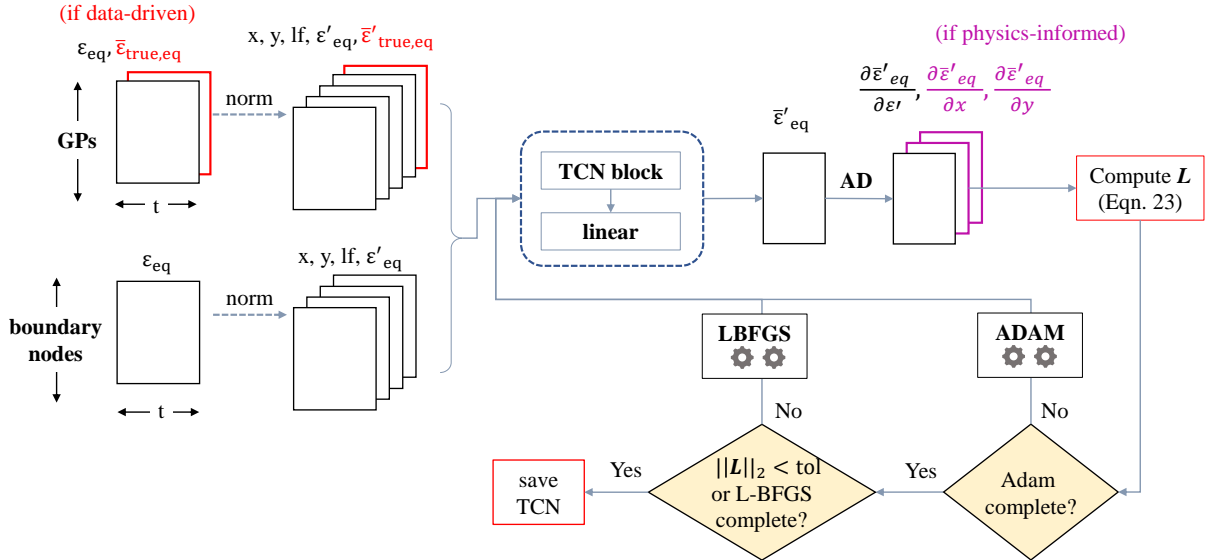 (if data-driven)
ε_eq, ε̅_true,eq
x, y, lf, ε′_eq, ε̅′_true,eq
norm
GPs
t
ε_eq
x, y, lf, ε′_eq
norm
boundary
nodes
t
TCN block
linear
ε̅′_eq
AD
(if physics-informed)
∂ε̅′_eq/∂ε′, ∂ε̅′_eq/∂x, ∂ε̅′_eq/∂y
Compute L
(Eqn. 23)
LBFGS
ADAM
No
No
||L||₂ < tol
or L-BFGS
complete?
Yes
Adam
complete?
Yes
save
TCN